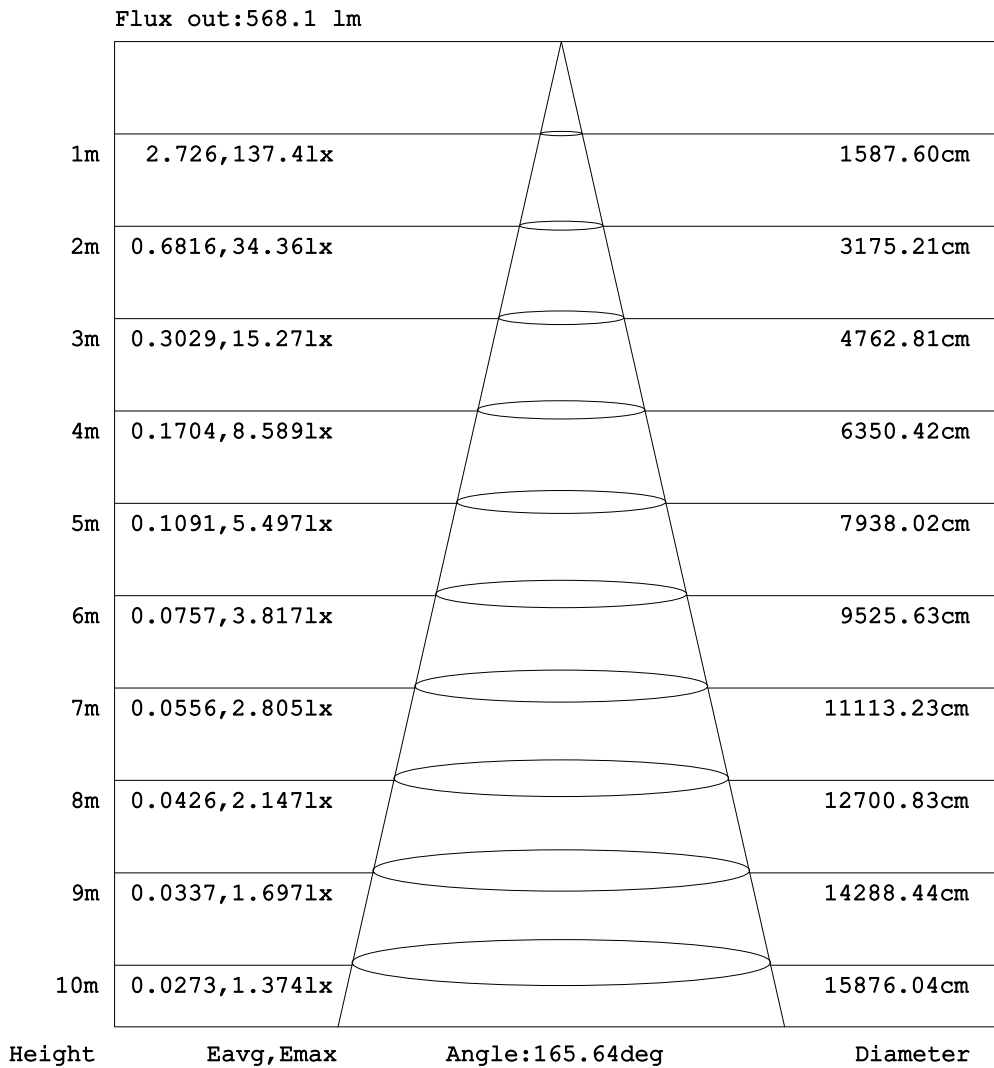 Flux out:568.1 lm
1m 2.726,137.4lx 1587.60cm
2m 0.6816,34.36lx 3175.21cm
3m 0.3029,15.27lx 4762.81cm
4m 0.1704,8.589lx 6350.42cm
5m 0.1091,5.497lx 7938.02cm
6m 0.0757,3.817lx 9525.63cm
7m 0.0556,2.805lx 11113.23cm
8m 0.0426,2.147lx 12700.83cm
9m 0.0337,1.697lx 14288.44cm
10m 0.0273,1.374lx 15876.04cm
Height Eavg,Emax Angle:165.64deg Diameter